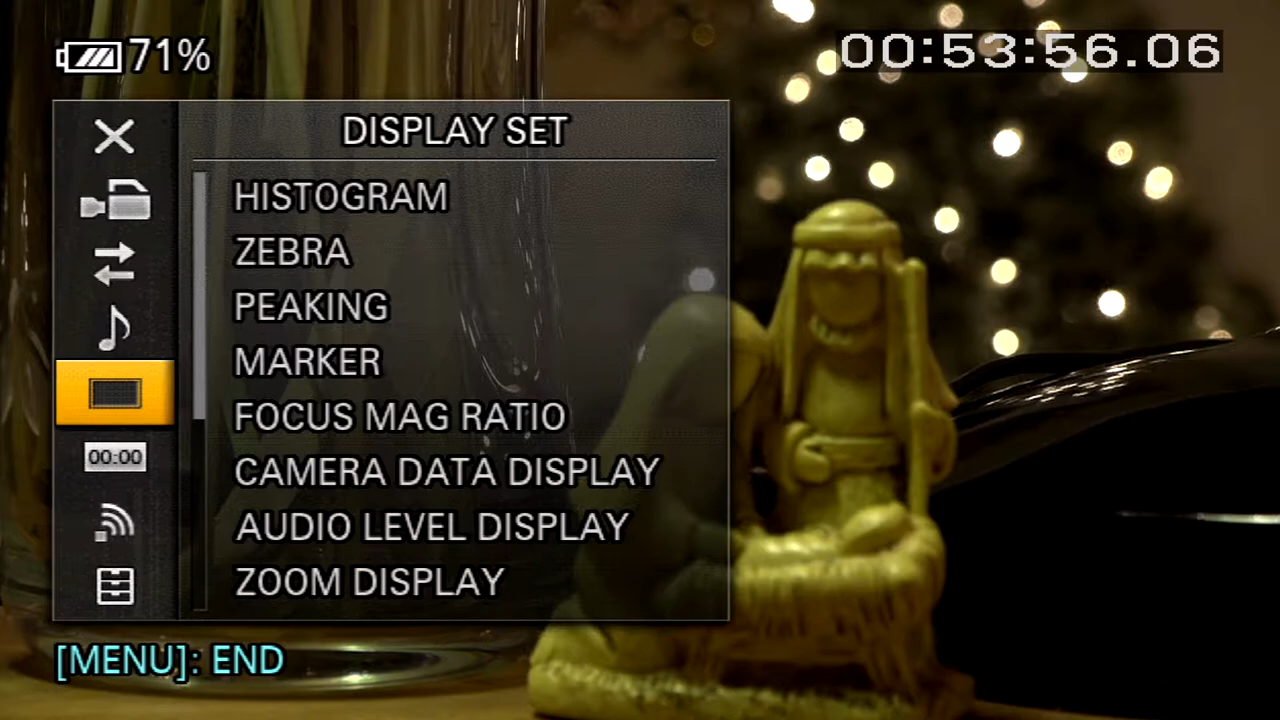 71%
00:53:56.06
DISPLAY SET
HISTOGRAM
ZEBRA
PEAKING
MARKER
FOCUS MAG RATIO
CAMERA DATA DISPLAY
00:00
AUDIO LEVEL DISPLAY
ZOOM DISPLAY
[MENU]: END